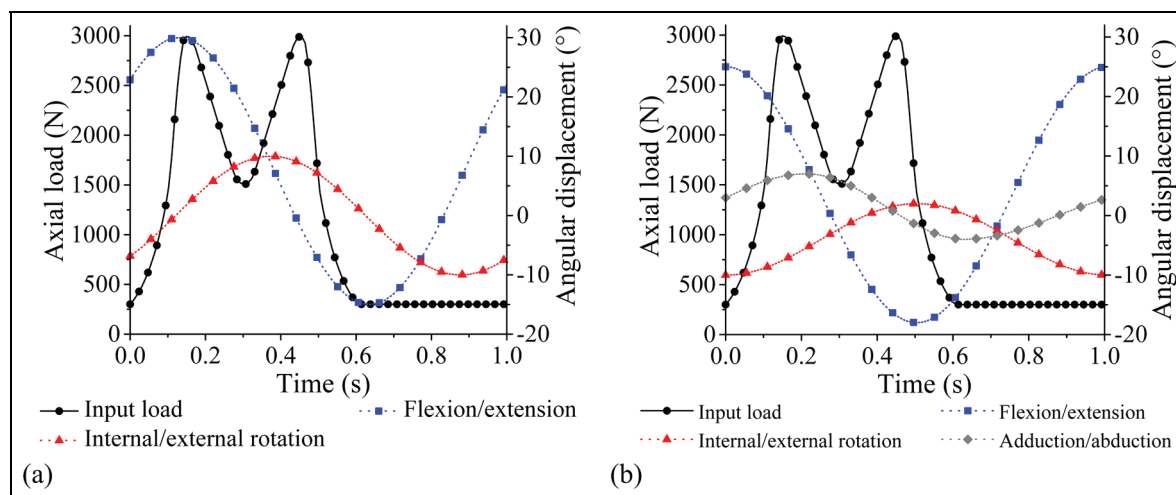 3000
2500
2000
1500
1000
500
0
Axial load (N)
30
20
10
0
-10
-20
Angular displacement (°)
0.0 0.2 0.4 0.6 0.8 1.0
Time (s)
Input load
Flexion/extension
Internal/external rotation
(a)
3000
2500
2000
1500
1000
500
0
Axial load (N)
30
20
10
0
-10
-20
Angular displacement (°)
0.0 0.2 0.4 0.6 0.8 1.0
Time (s)
Input load
Flexion/extension
Internal/external rotation
Adduction/abduction
(b)